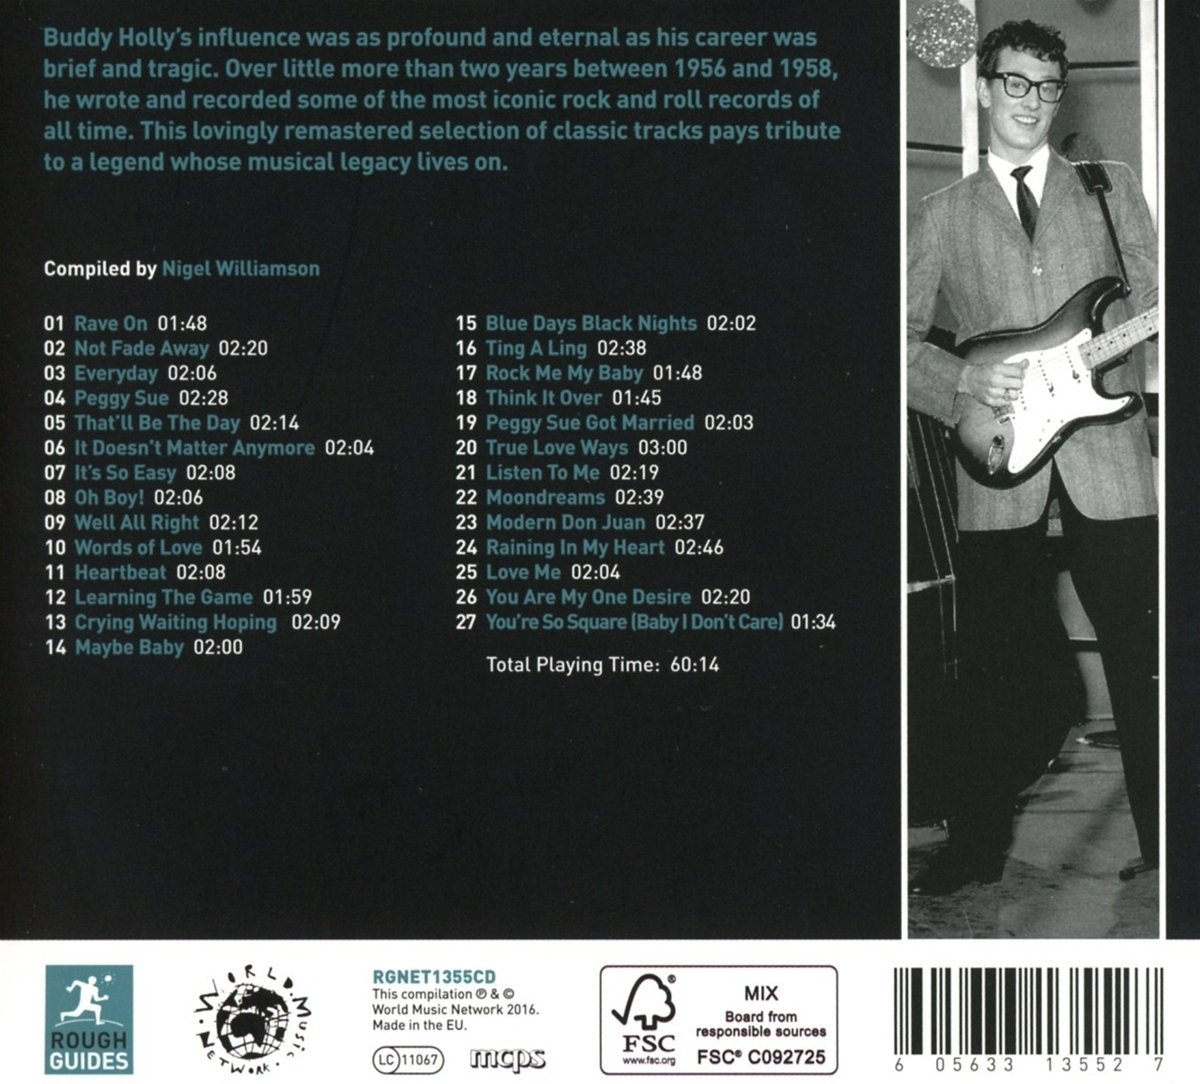 Buddy Holly's influence was as profound and eternal as his career was
brief and tragic. Over little more than two years between 1956 and 1958,
he wrote and recorded some of the most iconic rock and roll records of
all time. This lovingly remastered selection of classic tracks pays tribute
to a legend whose musical legacy lives on.
Compiled by Nigel Williamson
01 Rave On 01:48
02 Not Fade Away 02:20
03 Everyday 02:06
04 Peggy Sue 02:28
05 That'll Be The Day 02:14
06 It Doesn't Matter Anymore 02:04
07 It's So Easy 02:08
08 Oh Boy! 02:06
09 Well All Right 02:12
10 Words of Love 01:54
11 Heartbeat 02:08
12 Learning The Game 01:59
13 Crying Waiting Hoping 02:09
14 Maybe Baby 02:00
15 Blue Days Black Nights 02:02
16 Ting A Ling 02:38
17 Rock Me My Baby 01:48
18 Think It Over 01:45
19 Peggy Sue Got Married 02:03
20 True Love Ways 03:00
21 Listen To Me 02:19
22 Moondreams 02:39
23 Modern Don Juan 02:37
24 Raining In My Heart 02:46
25 Love Me 02:04
26 You Are My One Desire 02:20
27 You're So Square (Baby I Don't Care) 01:34
Total Playing Time: 60:14
ROUGH
GUIDES
WORLD.MUSIC.NETWORK.
RGNET1355CD
This compilation ℗ & ©
World Music Network 2016.
Made in the EU.
LC 11067
mcps
FSC
www.fsc.org
®
MIX
Board from
responsible sources
FSC® C092725
6 05633 13552 7